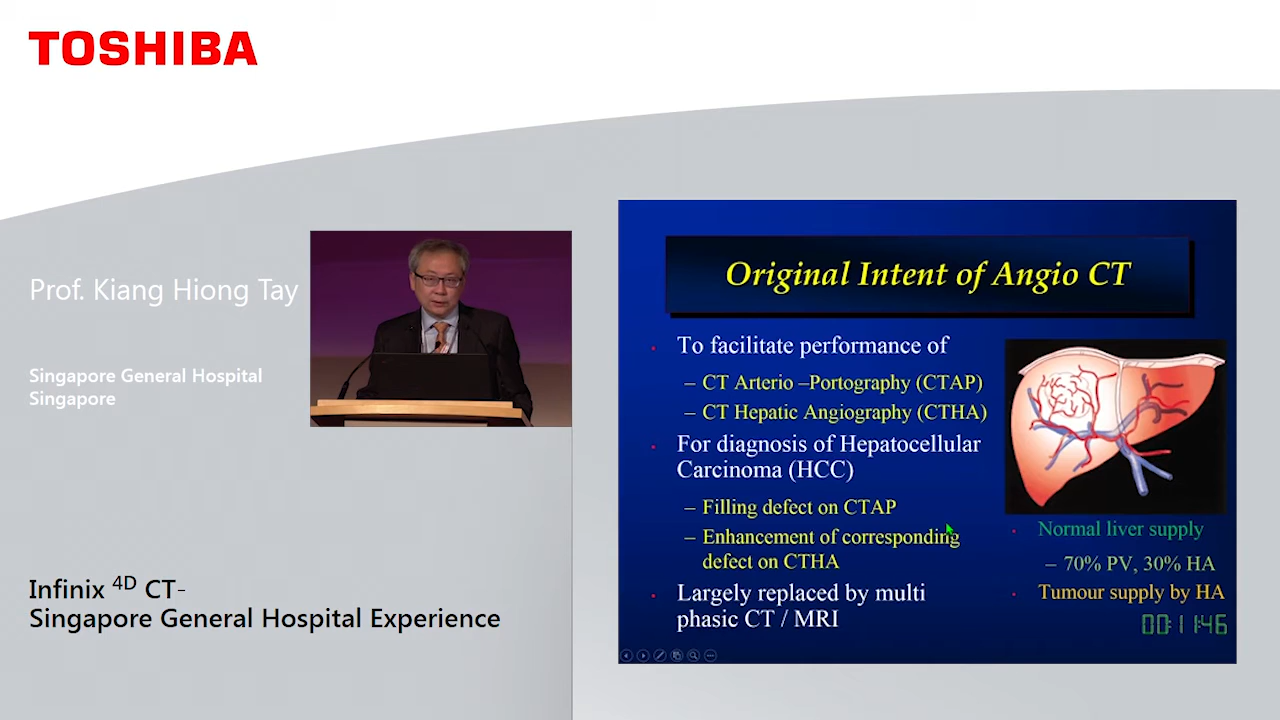 TOSHIBA
Prof. Kiang Hiong Tay
Singapore General Hospital
Singapore
Infinix 4D CT-
Singapore General Hospital Experience
Original Intent of Angio CT
To facilitate performance of
– CT Arterio –Portography (CTAP)
– CT Hepatic Angiography (CTHA)
For diagnosis of Hepatocellular
Carcinoma (HCC)
– Filling defect on CTAP
– Enhancement of corresponding
defect on CTHA
Largely replaced by multi
phasic CT / MRI
Normal liver supply
– 70% PV, 30% HA
Tumour supply by HA
00:11:46